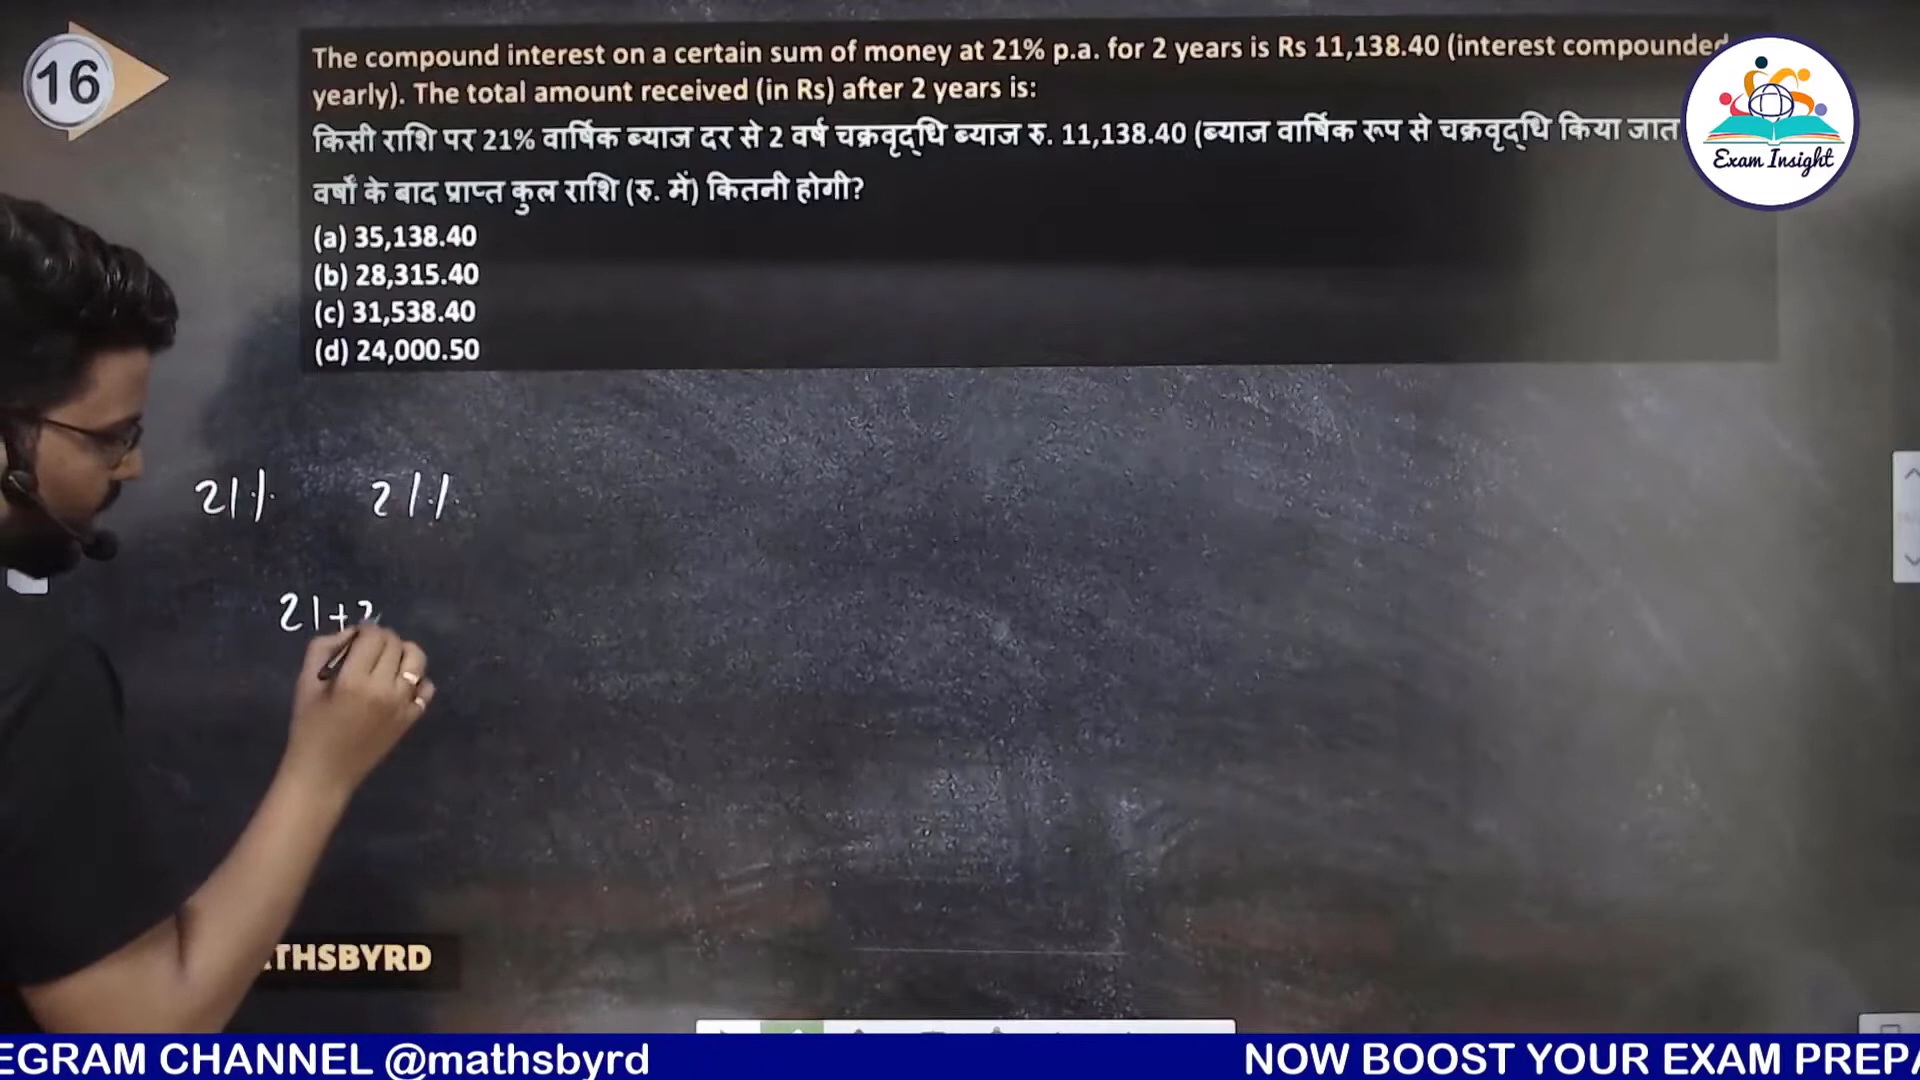 16
The compound interest on a certain sum of money at 21% p.a. for 2 years is Rs 11,138.40 (interest compounded
yearly). The total amount received (in Rs) after 2 years is:
किसी राशि पर 21% वार्षिक ब्याज दर से 2 वर्ष चक्रवृद्धि ब्याज रु. 11,138.40 (ब्याज वार्षिक रूप से चक्रवृद्धि किया जात
वर्षों के बाद प्राप्त कुल राशि (रु. में) कितनी होगी?
(a) 35,138.40
(b) 28,315.40
(c) 31,538.40
(d) 24,000.50
Exam Insight
21% 21%
21+2
THSBYRD
EGRAM CHANNEL @mathsbyrd NOW BOOST YOUR EXAM PREPA